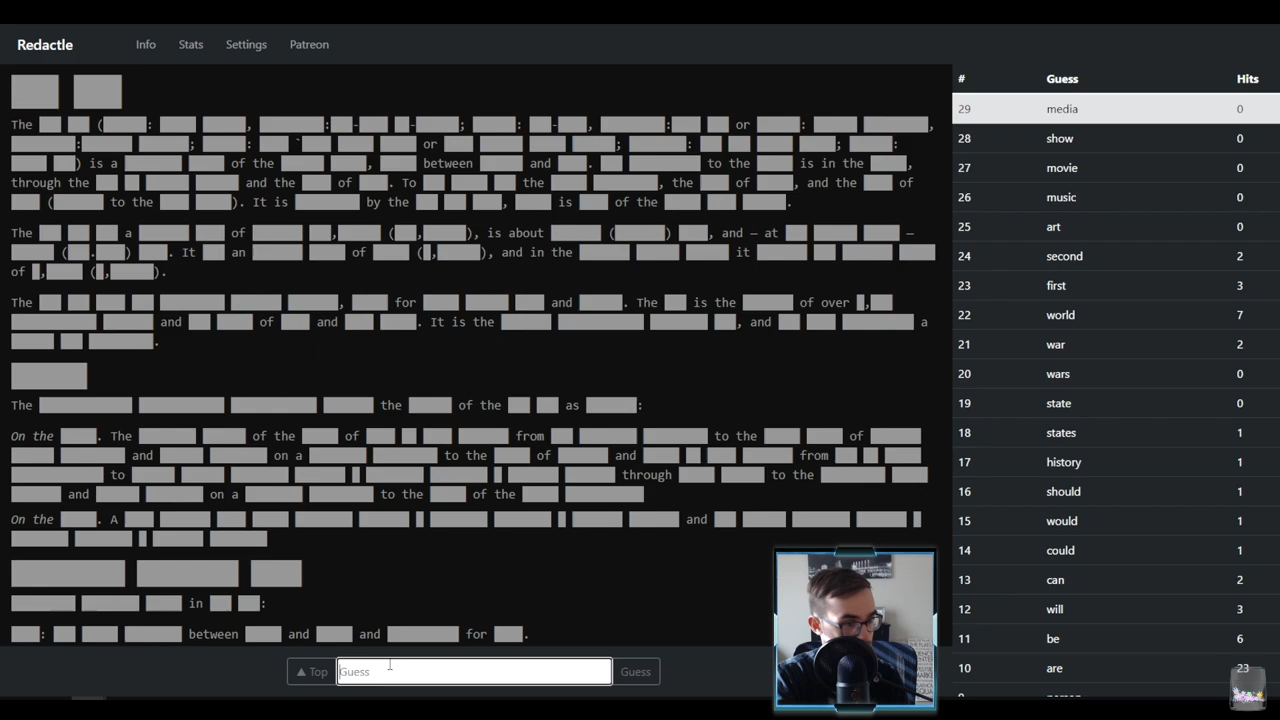 Redactle Info Stats Settings Patreon
# Guess Hits
The ( : , : - - ; : - , : or : ,
: ; : ` or ; :
) is a of the , between and . to the is in the ,
through the and the of . To the , the of , and the of
( to the ). It is by the , is of the .
The a of , ( , ), is about ( ) , and — at —
( . ) . It an of ( , ), and in the it
of , ( , ).
The , for and . The is the of over ,
and of and . It is the , and a
.
The the of the as :
On the . The of the of from to the of
and on a to the of and from
to through to the
and on a to the of the
On the . A and
in :
: between and and for .
29 media 0
28 show 0
27 movie 0
26 music 0
25 art 0
24 second 2
23 first 3
22 world 7
21 war 2
20 wars 0
19 state 0
18 states 1
17 history 1
16 should 1
15 would 1
14 could 1
13 can 2
12 will 3
11 be 6
10 are 23
▲ Top Guess Guess